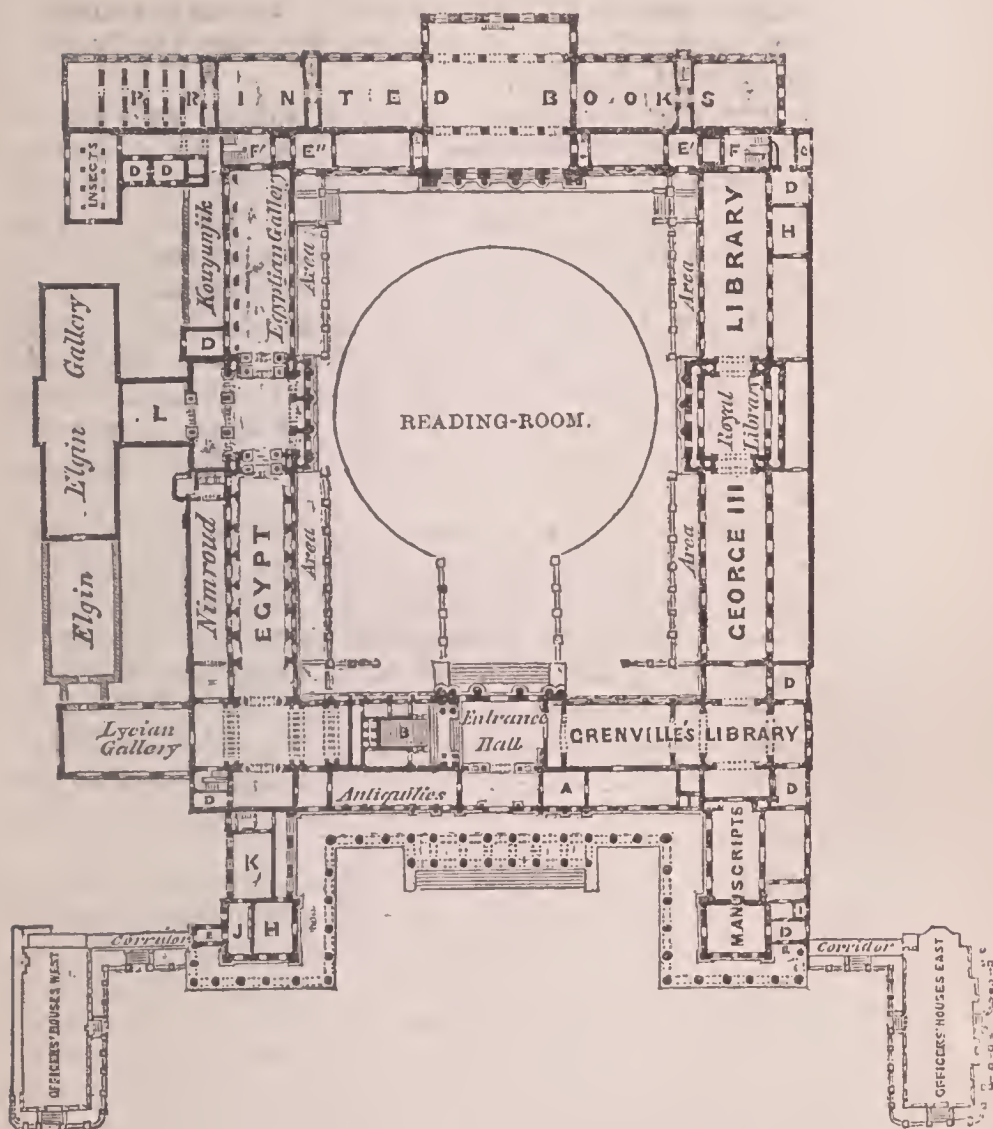 PRINTED BOOKS
INSECTS
D D
F'
E"
E'
F
C
D
H
Kouyunjik
Egyptian Gallery
Area
Area
LIBRARY
D
Elgin Gallery
READING-ROOM.
Royal
Library
Nimroud
EGYPT
Area
Area
GEORGE III
Elgin
D
Lycian
Gallery
B
Entrance
Hall
GRENVILLE'S LIBRARY
D
Antiquities
A
D
K
MANUSCRIPTS
J H
I
D
Corridor
Corridor
OFFICERS' HOUSES WEST
OFFICERS' HOUSES EAST